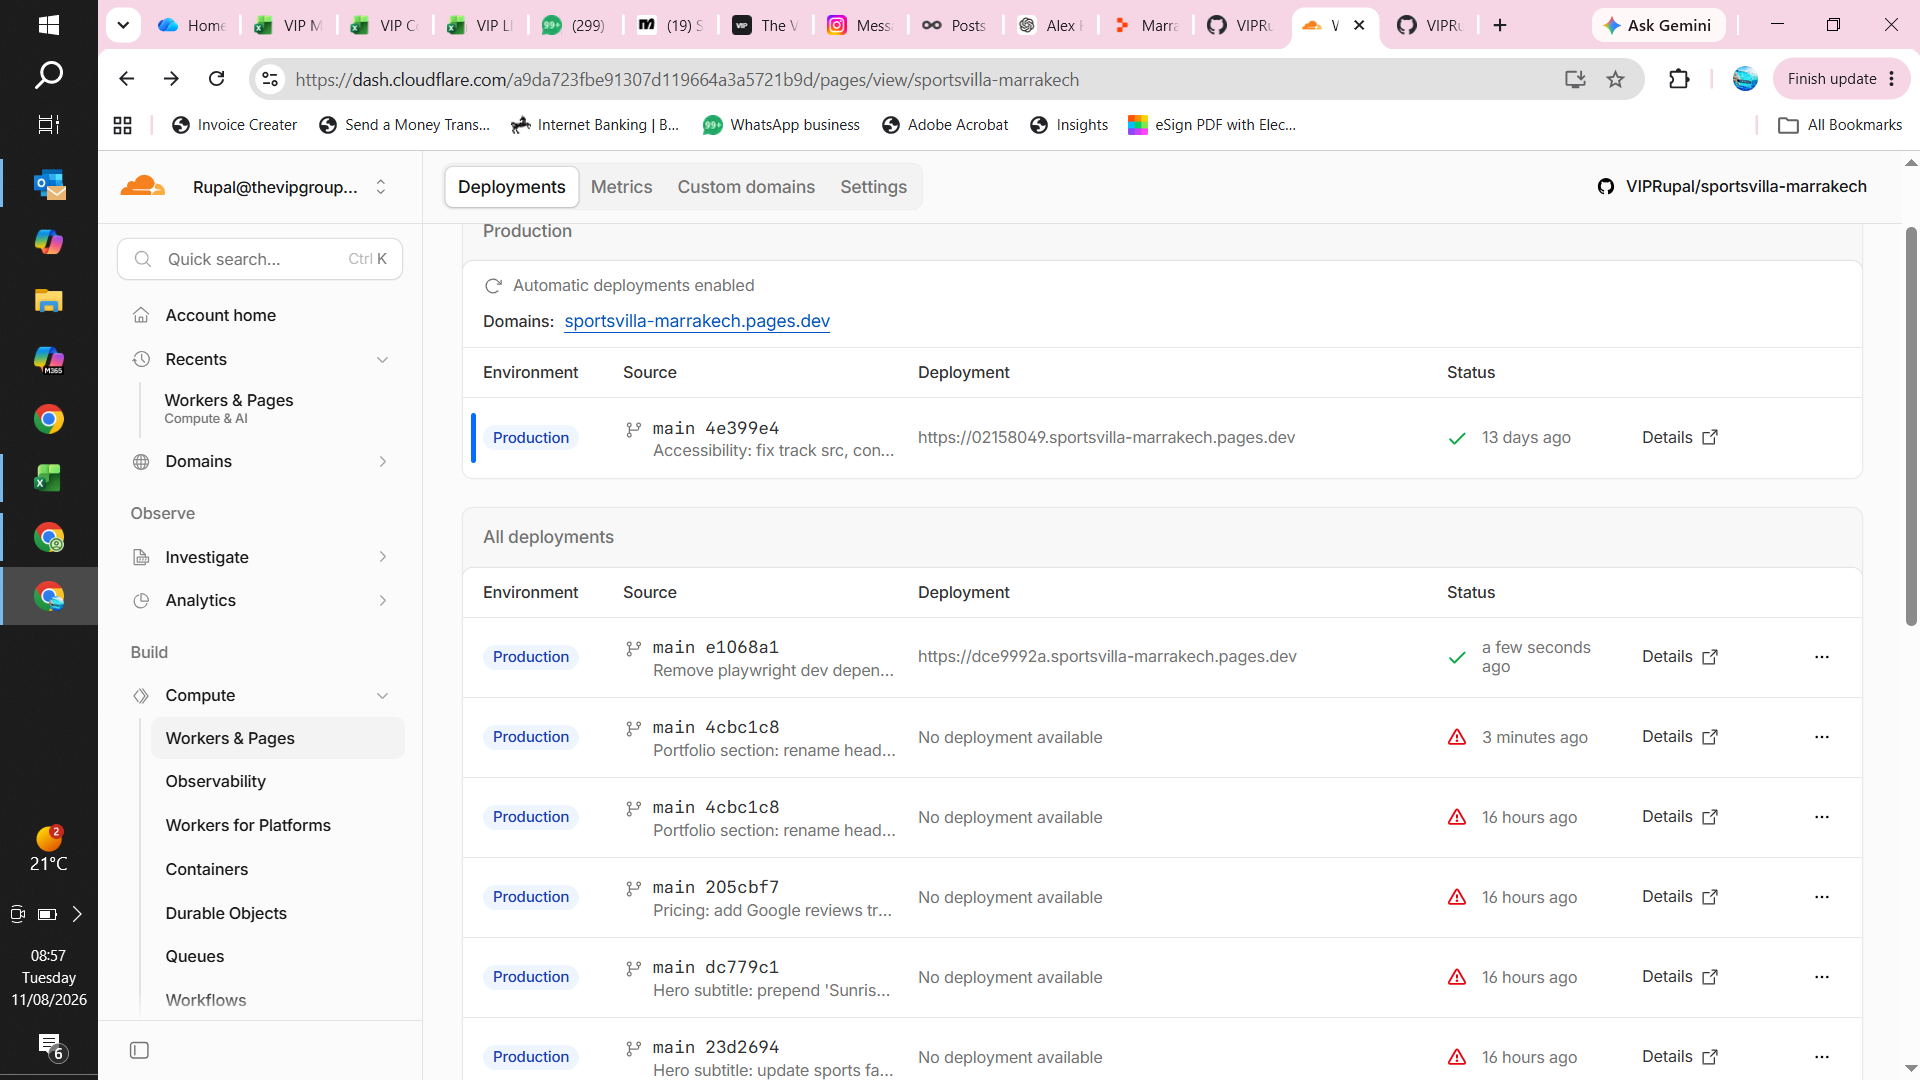 Home
VIP M
VIP Co
VIP LI
(299)
(19) S
The V
Messa
Posts
Alex H
Marra
VIPRu
VIPRu
Ask Gemini
https://dash.cloudflare.com/a9da723fbe91307d119664a3a5721b9d/pages/view/sportsvilla-marrakech
Finish update
Invoice Creater
Send a Money Trans...
Internet Banking | B...
WhatsApp business
Adobe Acrobat
Insights
eSign PDF with Elec...
All Bookmarks
Rupal@thevipgroup...
Deployments
Metrics
Custom domains
Settings
VIPRupal/sportsvilla-marrakech
Quick search...
Ctrl K
Account home
Recents
Workers & Pages
Compute & AI
Domains
Observe
Investigate
Analytics
Build
Compute
Workers & Pages
Observability
Workers for Platforms
Containers
Durable Objects
Queues
Workflows
Production
Automatic deployments enabled
Domains: sportsvilla-marrakech.pages.dev
Environment Source Deployment Status
Production main 4e399e4 https://02158049.sportsvilla-marrakech.pages.dev 13 days ago Details
Accessibility: fix track src, con...
All deployments
Environment Source Deployment Status
Production main e1068a1 https://dce9992a.sportsvilla-marrakech.pages.dev a few seconds ago Details
Remove playwright dev depen...
Production main 4cbc1c8 No deployment available 3 minutes ago Details
Portfolio section: rename head...
Production main 4cbc1c8 No deployment available 16 hours ago Details
Portfolio section: rename head...
Production main 205cbf7 No deployment available 16 hours ago Details
Pricing: add Google reviews tr...
Production main dc779c1 No deployment available 16 hours ago Details
Hero subtitle: prepend 'Sunris...
Production main 23d2694 No deployment available 16 hours ago Details
Hero subtitle: update sports fa...
M365
2
21°C
08:57
Tuesday
11/08/2026
6